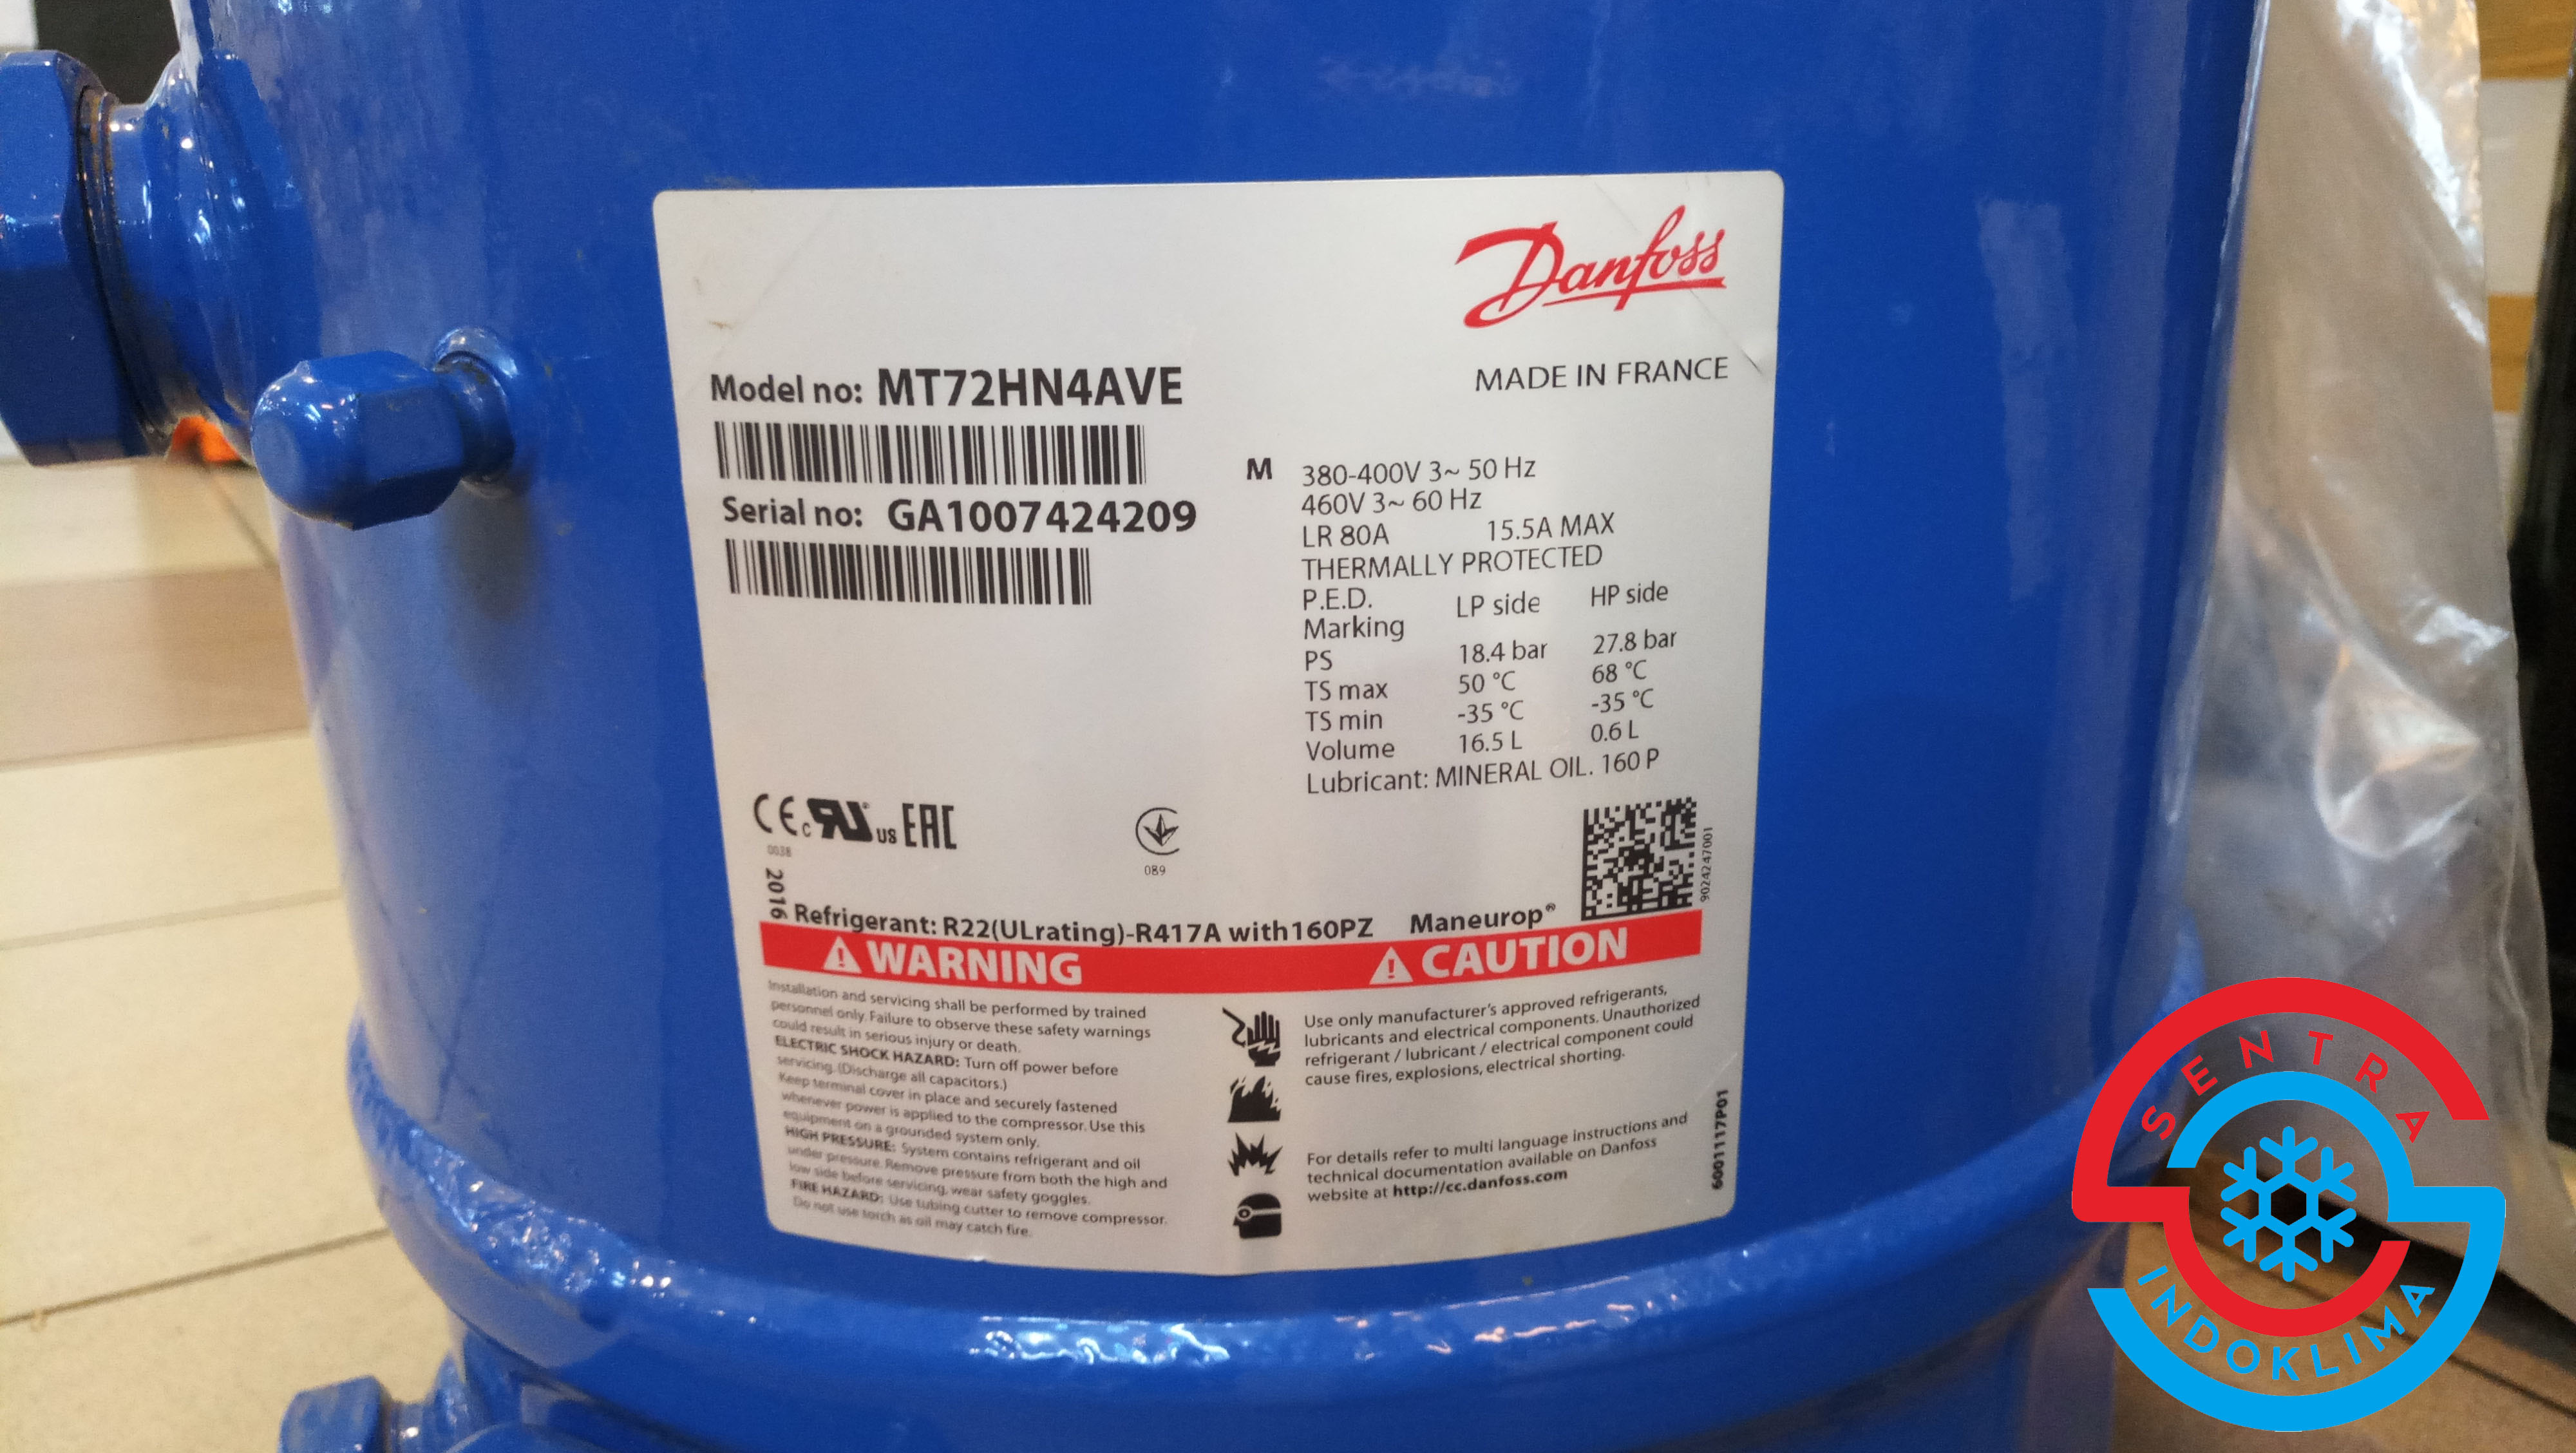 Danfoss
MADE IN FRANCE
Model no: MT72HN4AVE
Serial no: GA1007424209
M 380-400V 3~ 50 Hz
460V 3~ 60 Hz
LR 80A 15.5A MAX
THERMALLY PROTECTED
P.E.D. LP side HP side
Marking
PS 18.4 bar 27.8 bar
TS max 50 °C 68 °C
TS min -35 °C -35 °C
Volume 16.5 L 0.6 L
Lubricant: MINERAL OIL. 160 P
CE c RU us EAC
0038
089
2016
9024247001
Refrigerant: R22(ULrating)-R417A with160PZ Maneurop®
WARNING
Installation and servicing shall be performed by trained
personnel only. Failure to observe these safety warnings
could result in serious injury or death.
ELECTRIC SHOCK HAZARD: Turn off power before
servicing. (Discharge all capacitors.)
Keep terminal cover in place and securely fastened
whenever power is applied to the compressor. Use this
equipment on a grounded system only.
HIGH PRESSURE: System contains refrigerant and oil
under pressure. Remove pressure from both the high and
low side before servicing, wear safety goggles.
FIRE HAZARD: Use tubing cutter to remove compressor.
Do not use torch as oil may catch fire.
CAUTION
Use only manufacturer's approved refrigerants,
lubricants and electrical components. Unauthorized
refrigerant / lubricant / electrical component could
cause fires, explosions, electrical shorting.
For details refer to multi language instructions and
technical documentation available on Danfoss
website at http://cc.danfoss.com
6001117P01
SENTRA
INDOKLIMA